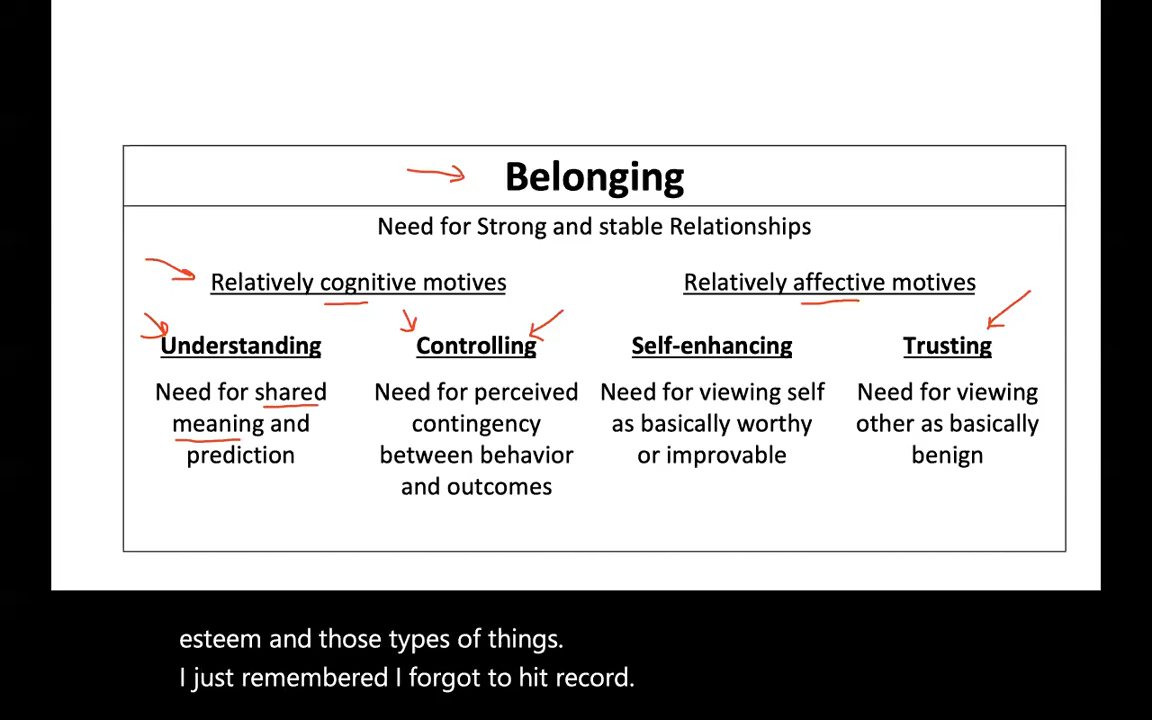 Belonging
Need for Strong and stable Relationships
Relatively cognitive motives
Relatively affective motives
Understanding
Controlling
Self-enhancing
Trusting
Need for shared
meaning and
prediction
Need for perceived
contingency
between behavior
and outcomes
Need for viewing self
as basically worthy
or improvable
Need for viewing
other as basically
benign
esteem and those types of things.
I just remembered I forgot to hit record.